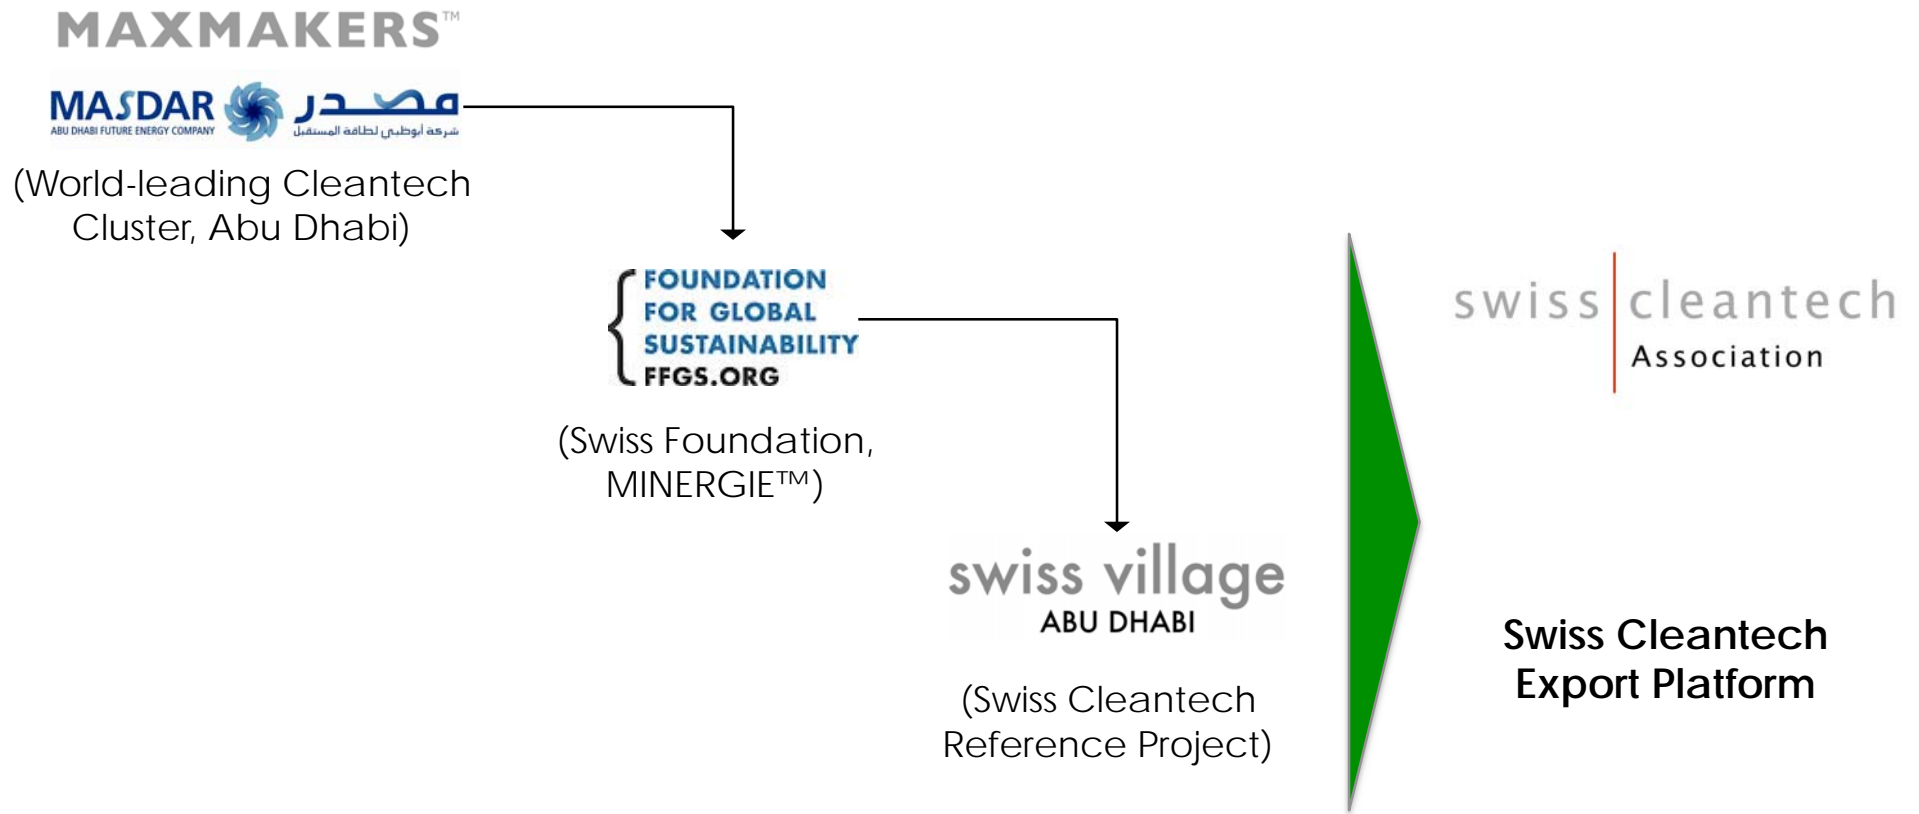 MAXMAKERS™
MASDAR مصدر
ABU DHABI FUTURE ENERGY COMPANY شركة أبوظبي لطاقة المستقبل
(World-leading Cleantech
Cluster, Abu Dhabi)
FOUNDATION
FOR GLOBAL
SUSTAINABILITY
FFGS.ORG
(Swiss Foundation,
MINERGIE™)
swiss village
ABU DHABI
(Swiss Cleantech
Reference Project)
swiss cleantech
Association
Swiss Cleantech
Export Platform